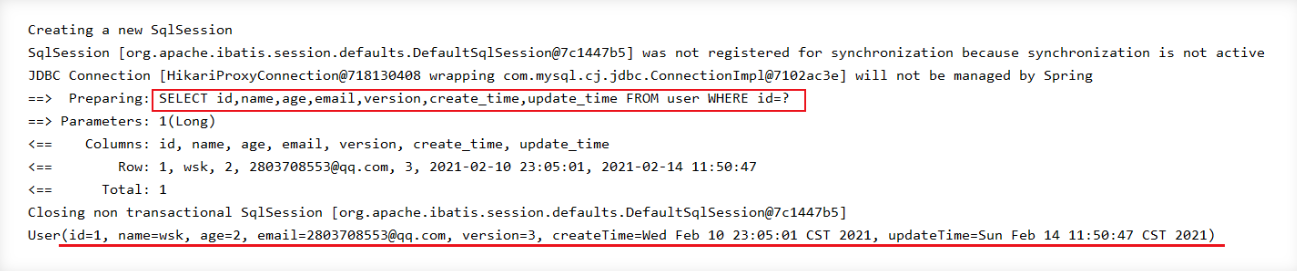 Creating a new SqlSession
SqlSession [org.apache.ibatis.session.defaults.DefaultSqlSession@7c1447b5] was not registered for synchronization because synchronization is not active
JDBC Connection [HikariProxyConnection@718130408 wrapping com.mysql.cj.jdbc.ConnectionImpl@7102ac3e] will not be managed by Spring
==>  Preparing: SELECT id,name,age,email,version,create_time,update_time FROM user WHERE id=?
==> Parameters: 1(Long)
<==    Columns: id, name, age, email, version, create_time, update_time
<==        Row: 1, wsk, 2, 2803708553@qq.com, 3, 2021-02-10 23:05:01, 2021-02-14 11:50:47
<==      Total: 1
Closing non transactional SqlSession [org.apache.ibatis.session.defaults.DefaultSqlSession@7c1447b5]
User(id=1, name=wsk, age=2, email=2803708553@qq.com, version=3, createTime=Wed Feb 10 23:05:01 CST 2021, updateTime=Sun Feb 14 11:50:47 CST 2021)